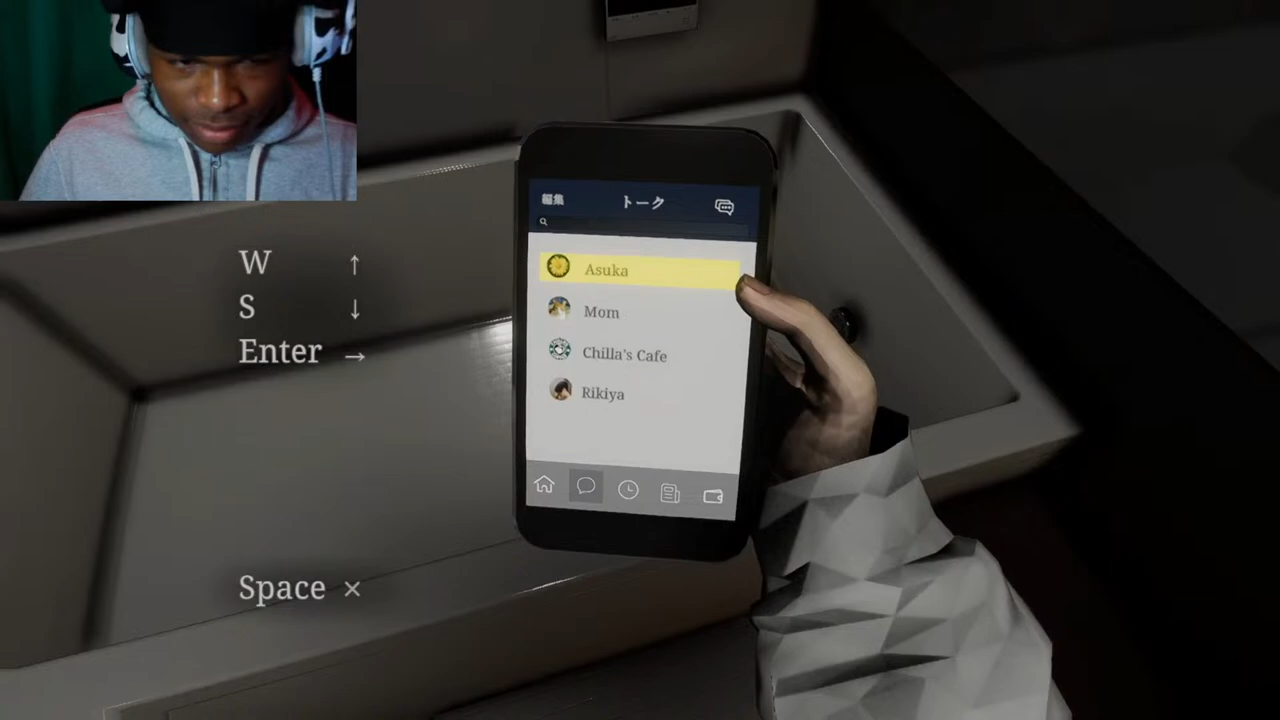 編集 トーク
Asuka
Mom
Chilla's Cafe
Rikiya
W ↑
S ↓
Enter →
Space ×